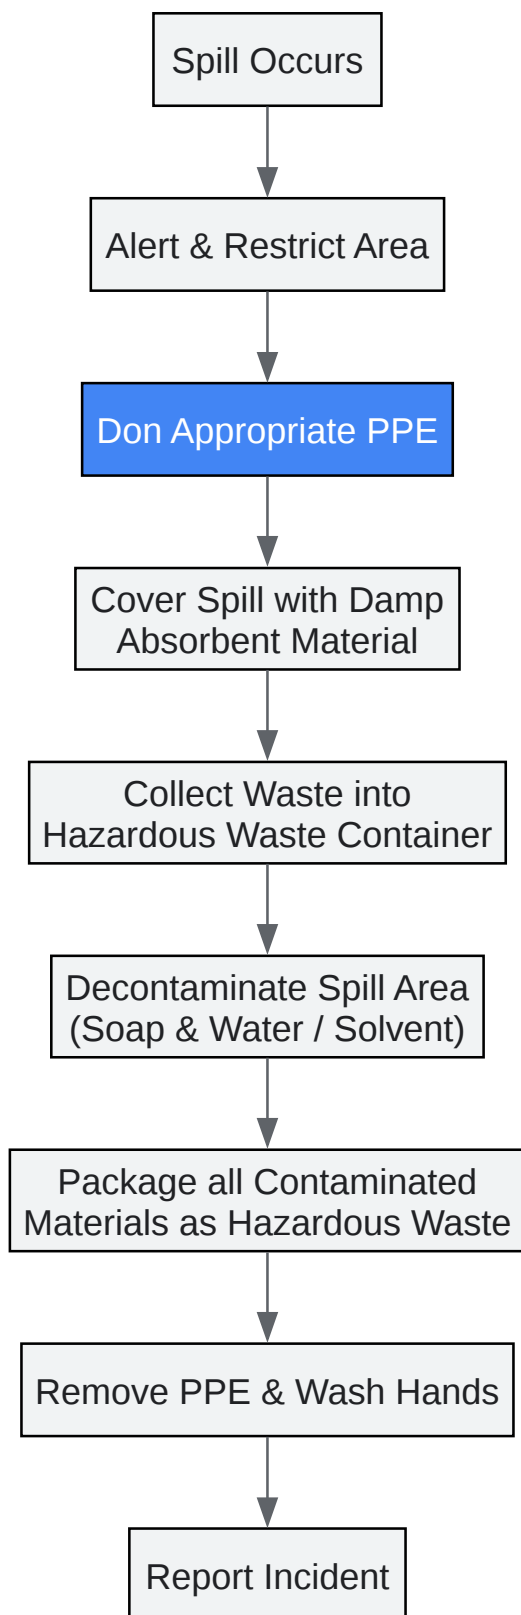 Spill Occurs
Alert & Restrict Area
Don Appropriate PPE
Cover Spill with Damp
Absorbent Material
Collect Waste into
Hazardous Waste Container
Decontaminate Spill Area
(Soap & Water / Solvent)
Package all Contaminated
Materials as Hazardous Waste
Remove PPE & Wash Hands
Report Incident